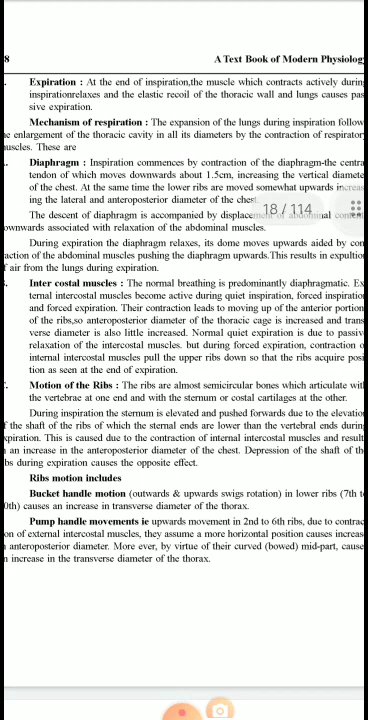 8 A Text Book of Modern Physiolog
. Expiration : At the end of inspiration,the muscle which contracts actively durin
inspirationrelaxes and the elastic recoil of the thoracic wall and lungs causes pas
sive expiration.
Mechanism of respiration : The expansion of the lungs during inspiration follow
he enlargement of the thoracic cavity in all its diameters by the contraction of respirator
uscles. These are
.. Diaphragm : Inspiration commences by contraction of the diaphragm-the centra
tendon of which moves downwards about 1.5cm, increasing the vertical diamete
of the chest. At the same time the lower ribs are moved somewhat upwards increas
ing the lateral and anteroposterior diameter of the chest
18 / 114
The descent of diaphragm is accompanied by displacement of abdominal conten
ownwards associated with relaxation of the abdominal muscles.
During expiration the diaphragm relaxes, its dome moves upwards aided by con
action of the abdominal muscles pushing the diaphragm upwards.This results in expultio
f air from the lungs during expiration.
. Inter costal muscles : The normal breathing is predominantly diaphragmatic. Ex
ternal intercostal muscles become active during quiet inspiration, forced inspiratio
and forced expiration. Their contraction leads to moving up of the anterior portion
of the ribs,so anteroposterior diameter of the thoracic cage is increased and trans
verse diameter is also little increased. Normal quiet expiration is due to passiv
relaxation of the intercostal muscles. but during forced expiration, contraction o
internal intercostal muscles pull the upper ribs down so that the ribs acquire posi
tion as seen at the end of expiration.
. Motion of the Ribs : The ribs are almost semicircular bones which articulate wit
the vertebrae at one end and with the sternum or costal cartilages at the other.
During inspiration the sternum is elevated and pushed forwards due to the elevatio
f the shaft of the ribs of which the sternal ends are lower than the vertebral ends durin
xpiration. This is caused due to the contraction of internal intercostal muscles and result
an increase in the anteroposterior diameter of the chest. Depression of the shaft of th
bs during expiration causes the opposite effect.
Ribs motion includes
Bucket handle motion (outwards & upwards swigs rotation) in lower ribs (7th t
0th) causes an increase in transverse diameter of the thorax.
Pump handle movements ie upwards movement in 2nd to 6th ribs, due to contrac
on of external intercostal muscles, they assume a more horizontal position causes increas
anteroposterior diameter. More ever, by virtue of their curved (bowed) mid-part, cause
n increase in the transverse diameter of the thorax.